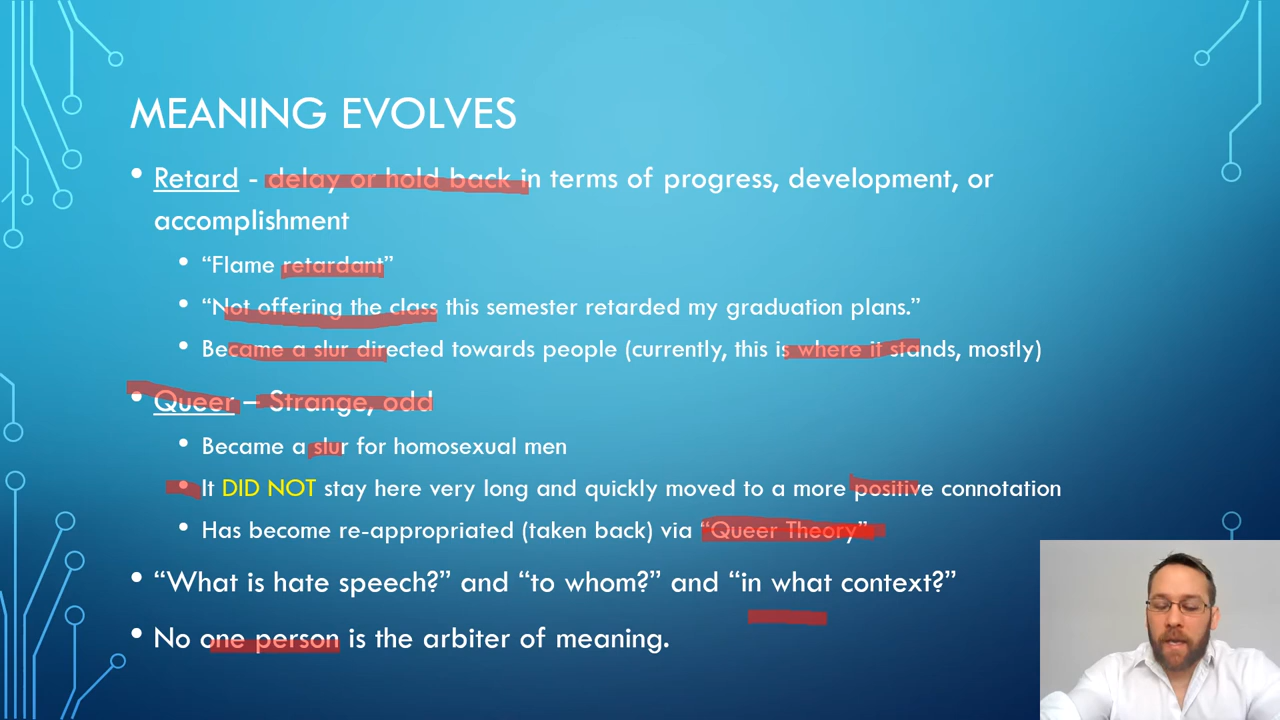 MEANING EVOLVES
• Retard - delay or hold back in terms of progress, development, or
accomplishment
• “Flame retardant”
• “Not offering the class this semester retarded my graduation plans.”
• Became a slur directed towards people (currently, this is where it stands, mostly)
• Queer – Strange, odd
• Became a slur for homosexual men
• It DID NOT stay here very long and quickly moved to a more positive connotation
• Has become re-appropriated (taken back) via “Queer Theory”
• “What is hate speech?” and “to whom?” and “in what context?”
• No one person is the arbiter of meaning.